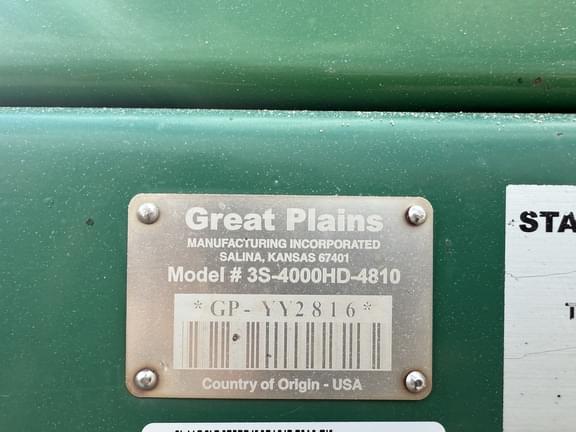 Great Plains
MANUFACTURING INCORPORATED
SALINA, KANSAS 67401
Model # 3S-4000HD-4810
*GP-YY2816*
Country of Origin - USA
STA